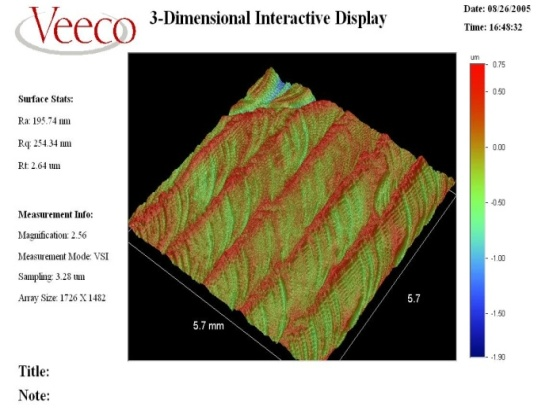 Veeco
3-Dimensional Interactive Display
Date: 08/26/2005
Time: 16:48:32
Surface Stats:
Ra: 195.74 nm
Rq: 254.34 nm
Rt: 2.64 um
Measurement Info:
Magnification: 2.56
Measurement Mode: VSI
Sampling: 3.28 um
Array Size: 1726 X 1482
um
0.75
0.50
0.00
-0.50
-1.00
-1.50
-1.90
5.7 mm
5.7
Title:
Note: